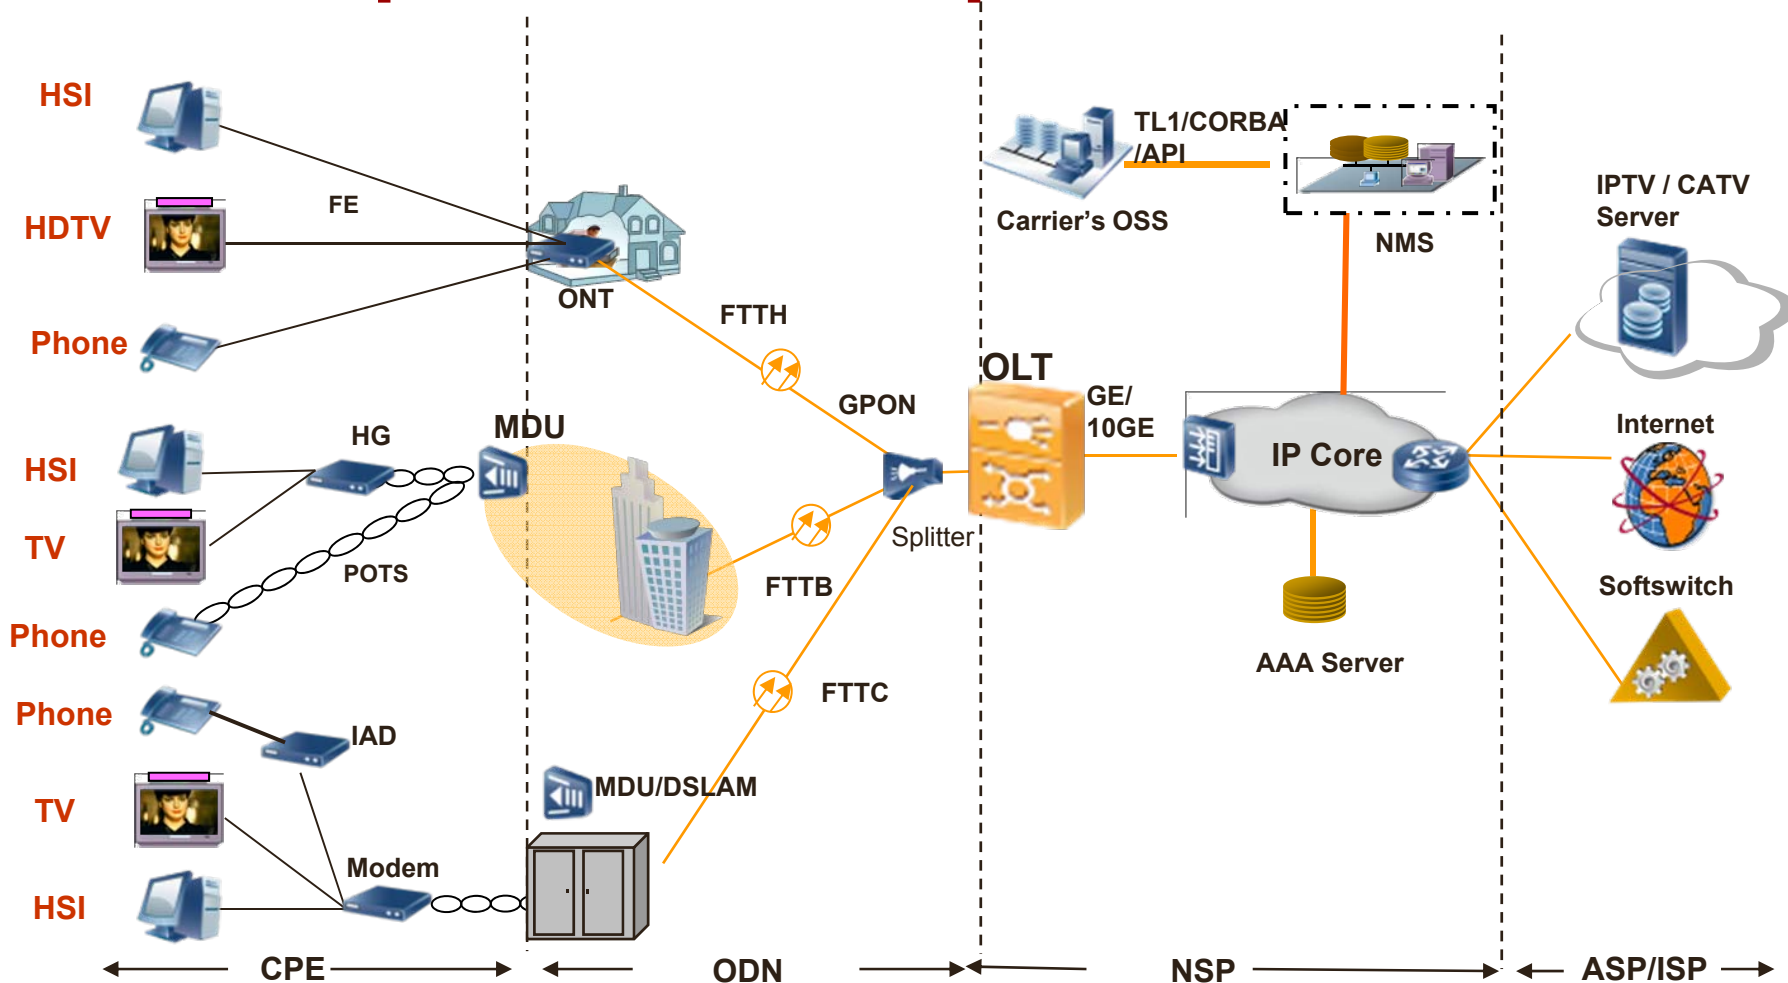 HSI
HDTV
Phone
FE
ONT
FTTH
GPON
TL1/CORBA
/API
Carrier's OSS
NMS
IPTV / CATV
Server
OLT
GE/
10GE
IP Core
Internet
HG
MDU
HSI
TV
POTS
Phone
Splitter
FTTB
Softswitch
AAA Server
Phone
IAD
FTTC
TV
MDU/DSLAM
Modem
HSI
CPE
ODN
NSP
ASP/ISP